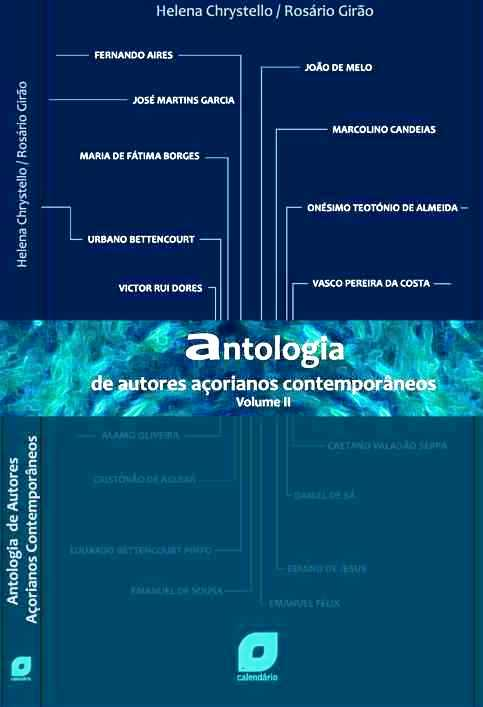 Helena Chrystello / Rosário Girão
FERNANDO AIRES
JOÃO DE MELO
JOSÉ MARTINS GARCIA
MARCOLINO CANDEIAS
MARIA DE FÁTIMA BORGES
ONÉSIMO TEOTÓNIO DE ALMEIDA
URBANO BETTENCOURT
VASCO PEREIRA DA COSTA
VICTOR RUI DORES
antologia
de autores açorianos contemporâneos
Volume II
ÁLAMO OLIVEIRA
CAETANO VALADÃO SERPA
CRISTÓVÃO DE AGUIAR
DANIEL DE SÁ
EDUARDO BETTENCOURT PINTO
EDUÍNO DE JESUS
EMANUEL DE SOUSA
EMANUEL FÉLIX
calendário
Helena Chrystello / Rosário Girão
Antologia de Autores
Açorianos Contemporâneos
calendário